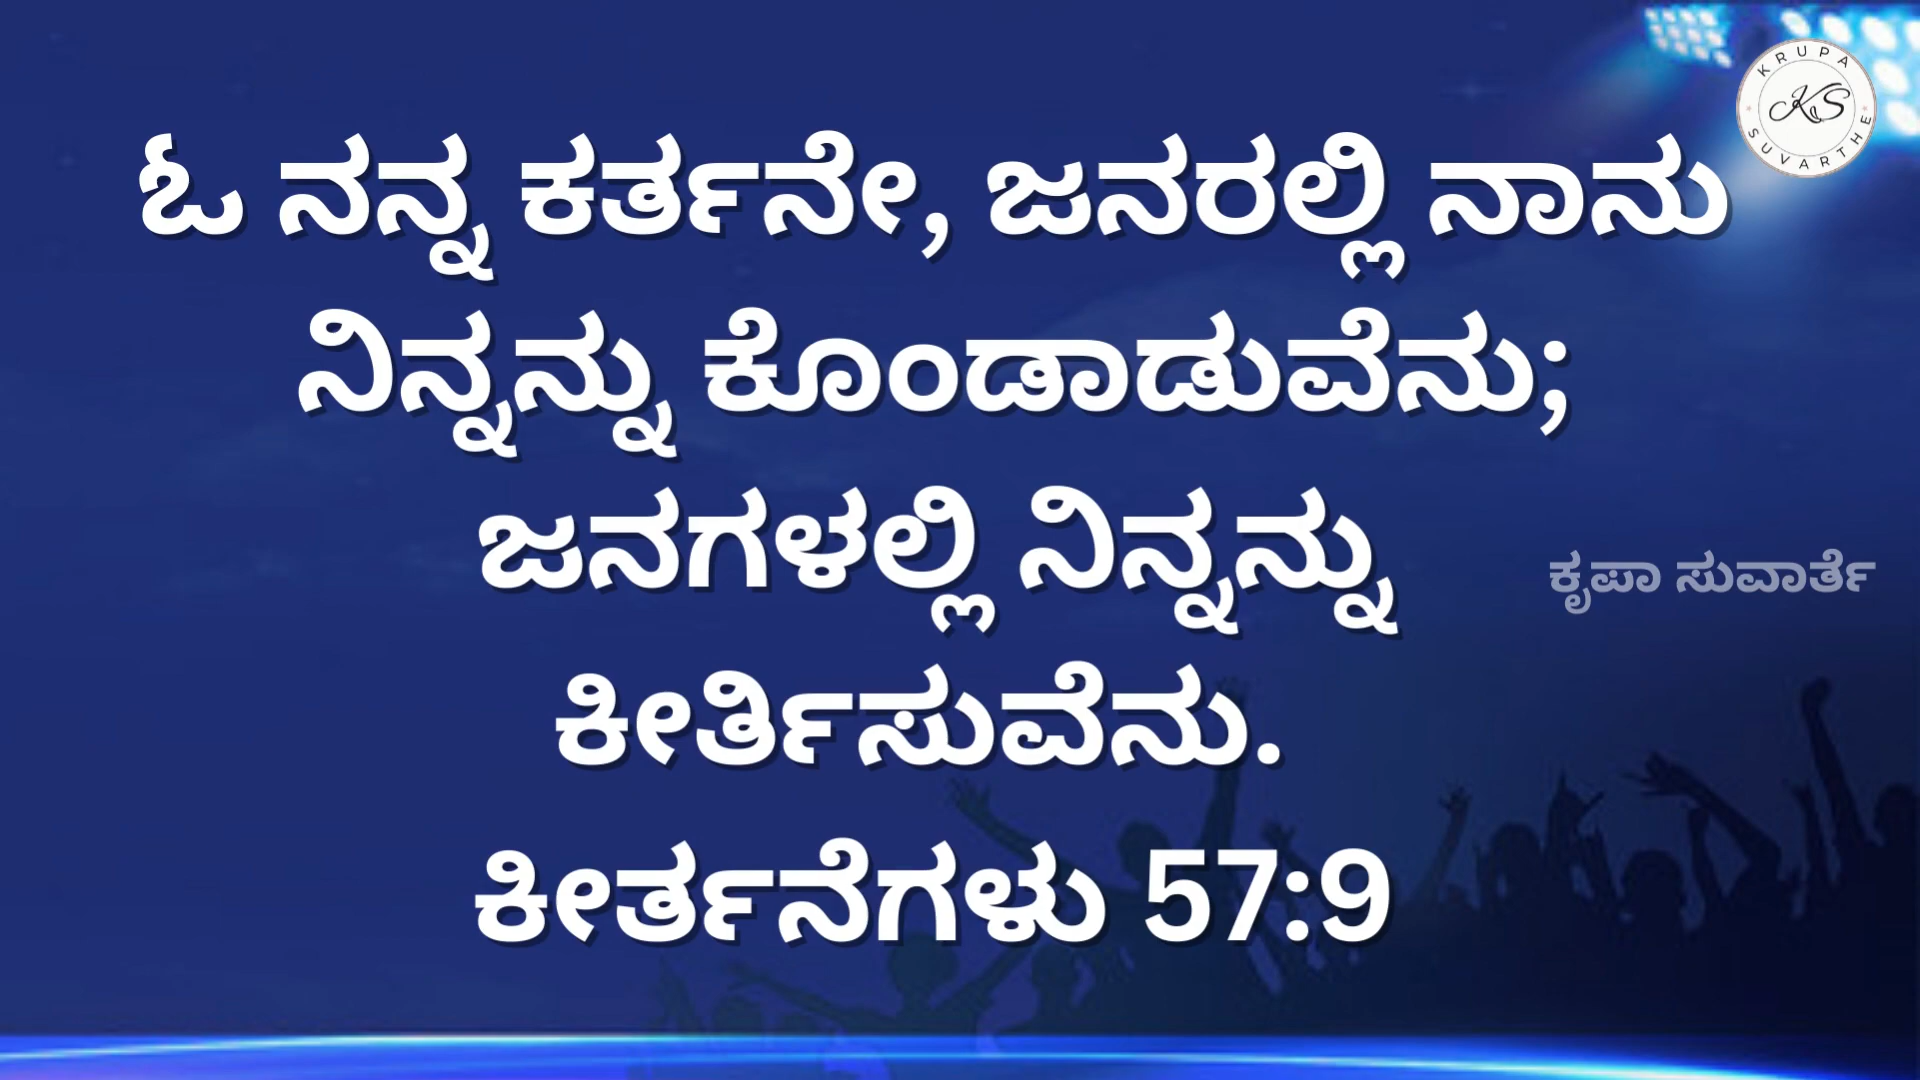 KRUPA SUVARTHE
KS
ಓ ನನ್ನ ಕರ್ತನೇ, ಜನರಲ್ಲಿ ನಾನು
ನಿನ್ನನ್ನು ಕೊಂಡಾಡುವೆನು;
ಜನಗಳಲ್ಲಿ ನಿನ್ನನ್ನು
ಕೃಪಾ ಸುವಾರ್ತೆ
ಕೀರ್ತಿಸುವೆನು.
ಕೀರ್ತನೆಗಳು 57:9